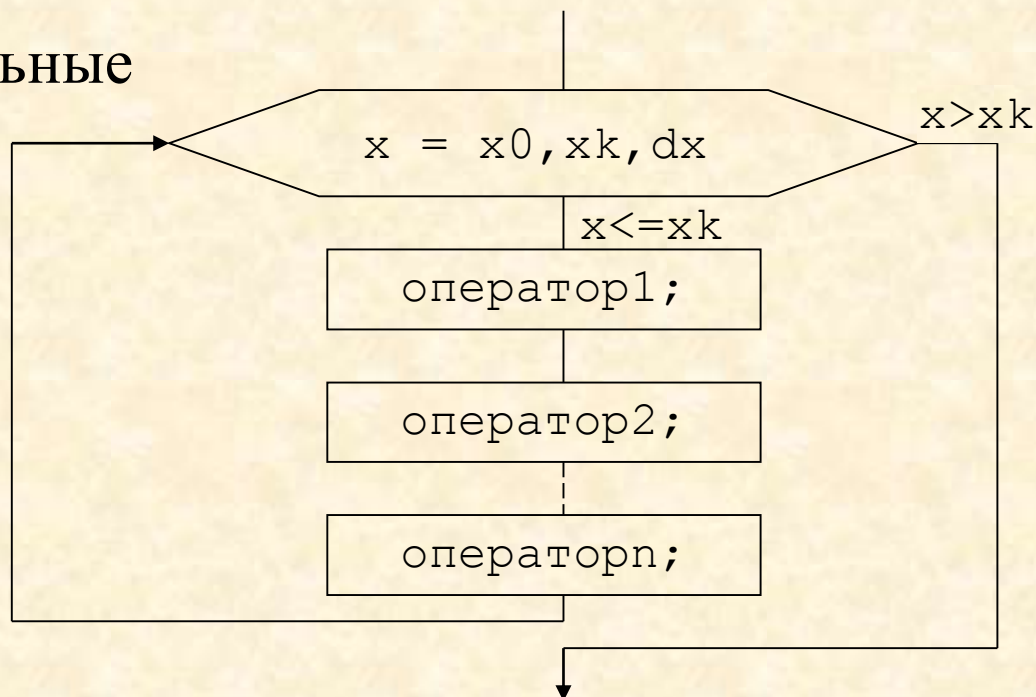 ьные
x = x0,xk,dx
x>xk
x<=xk
оператор1;
оператор2;
операторn;